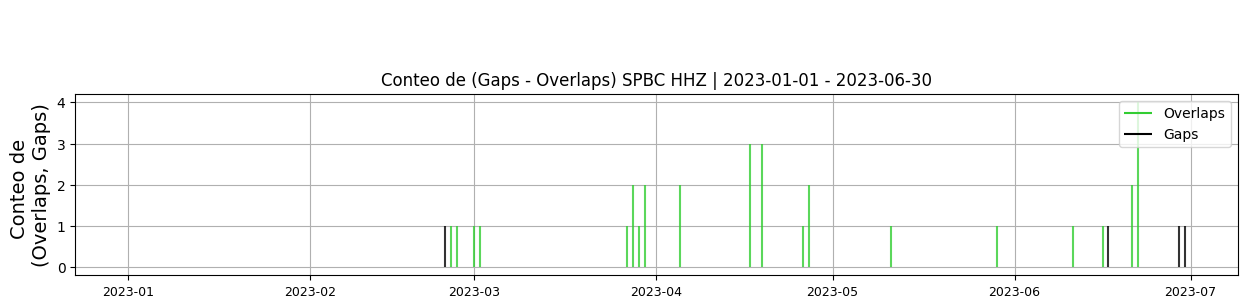 Conteo de (Gaps - Overlaps) SPBC HHZ | 2023-01-01 - 2023-06-30
Conteo de
(Overlaps, Gaps)
4
3
2
1
0
Overlaps
Gaps
2023-01
2023-02
2023-03
2023-04
2023-05
2023-06
2023-07